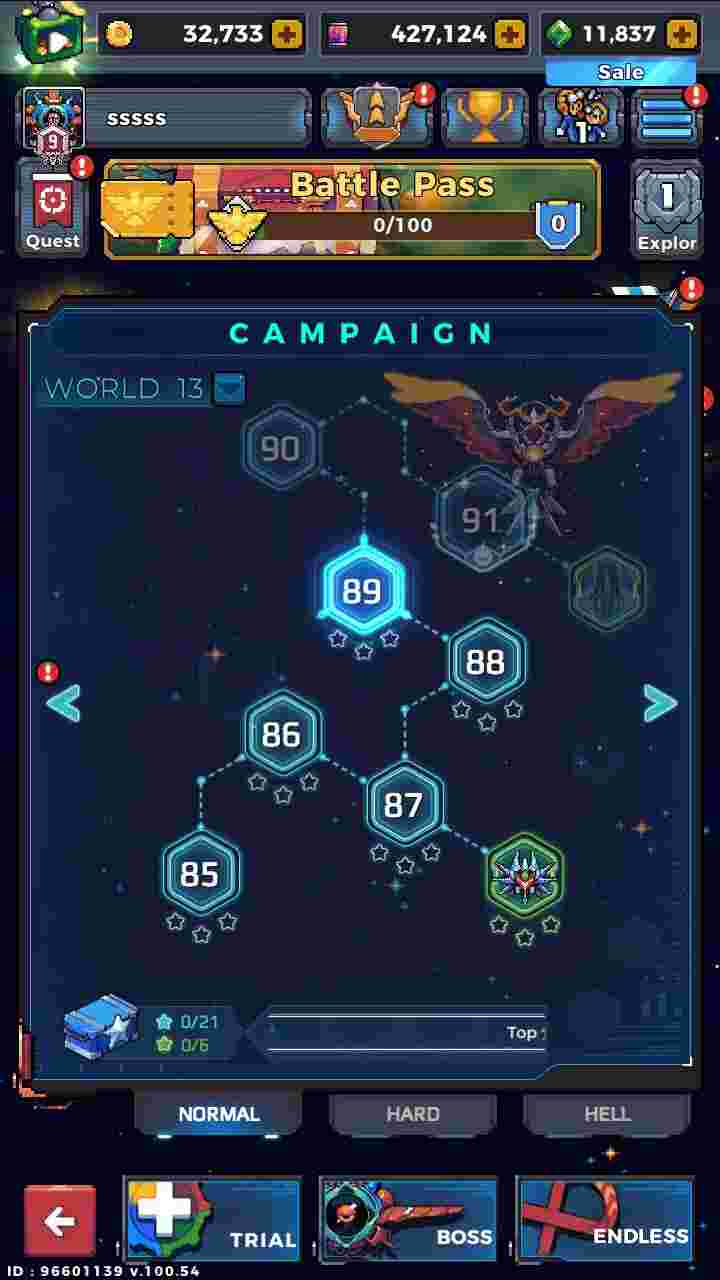 32,733
427,124
11,837
Sale
9
sssss
1
Quest
Battle Pass
0/100
0
1
Explor
CAMPAIGN
WORLD 13
90
91
89
88
86
87
85
0/21
0/6
Top
NORMAL
HARD
HELL
TRIAL
BOSS
ENDLESS
ID : 96601139 v.100.54